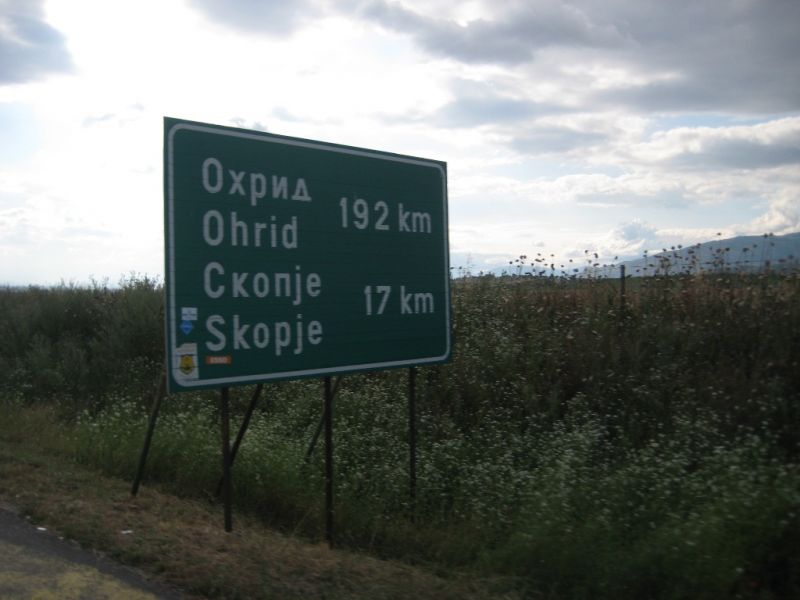 Охрид
Ohrid 192 km
Скопје
Skopje 17 km